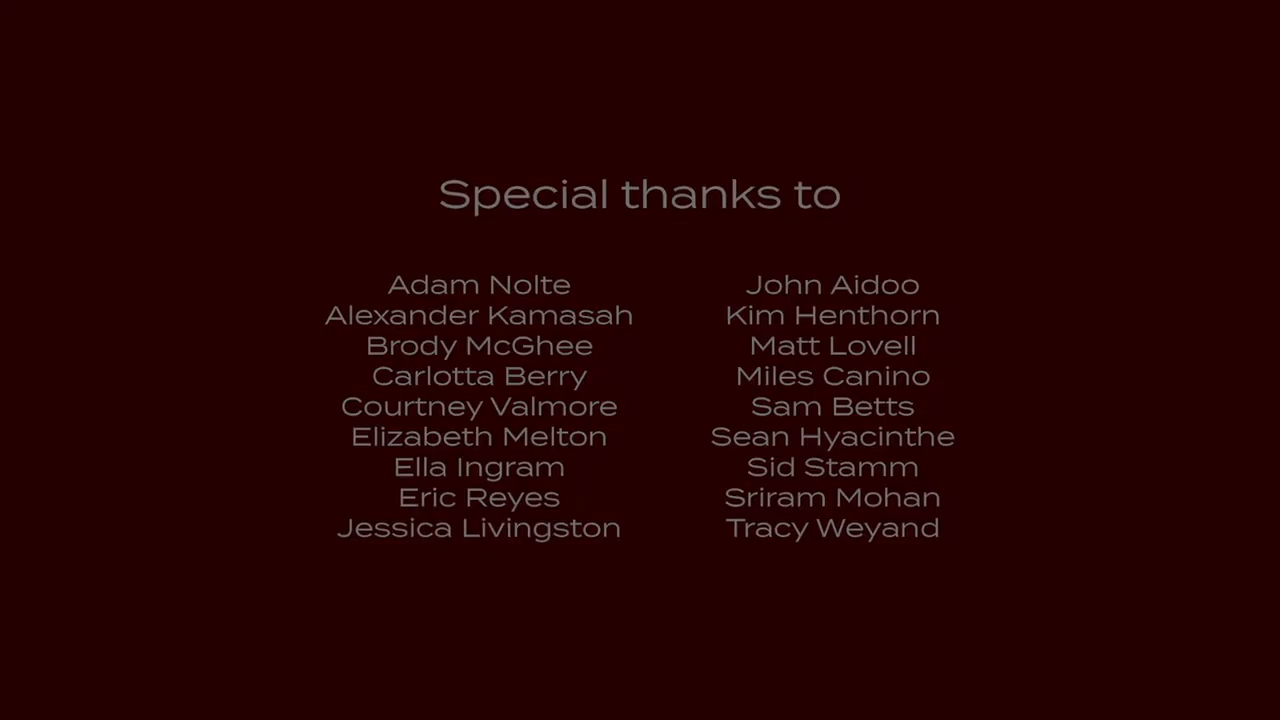 Special thanks to
Adam Nolte
Alexander Kamasah
Brody McGhee
Carlotta Berry
Courtney Valmore
Elizabeth Melton
Ella Ingram
Eric Reyes
Jessica Livingston
John Aidoo
Kim Henthorn
Matt Lovell
Miles Canino
Sam Betts
Sean Hyacinthe
Sid Stamm
Sriram Mohan
Tracy Weyand